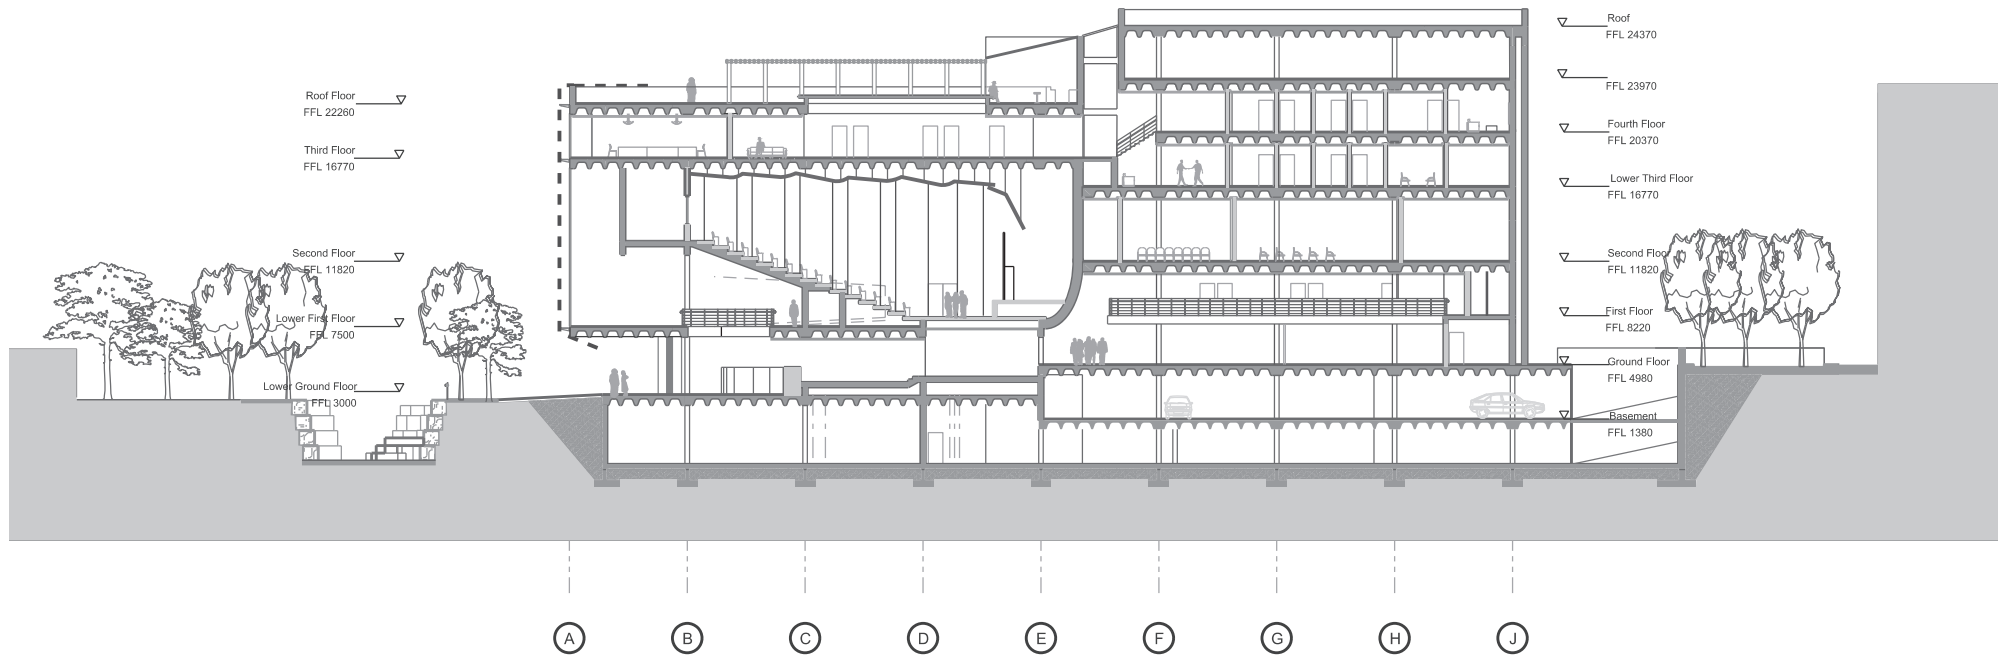 Roof Floor
FFL 22260
Third Floor
FFL 16770
Second Floor
FFL 11820
Lower First Floor
FFL 7500
Lower Ground Floor
FFL 3000
Roof
FFL 24370
FFL 23970
Fourth Floor
FFL 20370
Lower Third Floor
FFL 16770
Second Floor
FFL 11820
First Floor
FFL 8220
Ground Floor
FFL 4980
Basement
FFL 1380
A B C D E F G H J